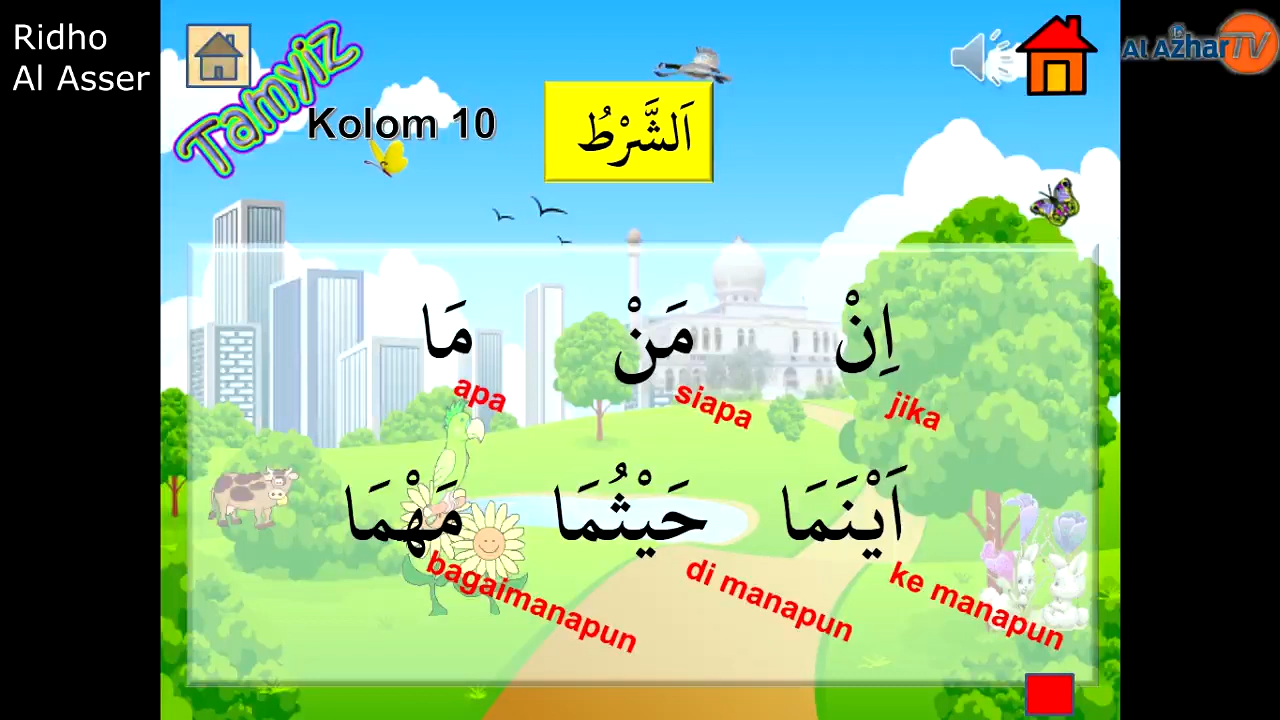 Ridho
Al Asser
Tamyiz
Kolom 10
اَلشَّرْطُ
Al Azhar TV
اِنْ مَنْ مَا
jika siapa apa
اَيْنَمَا حَيْثُمَا مَهْمَا
ke manapun di manapun bagaimanapun